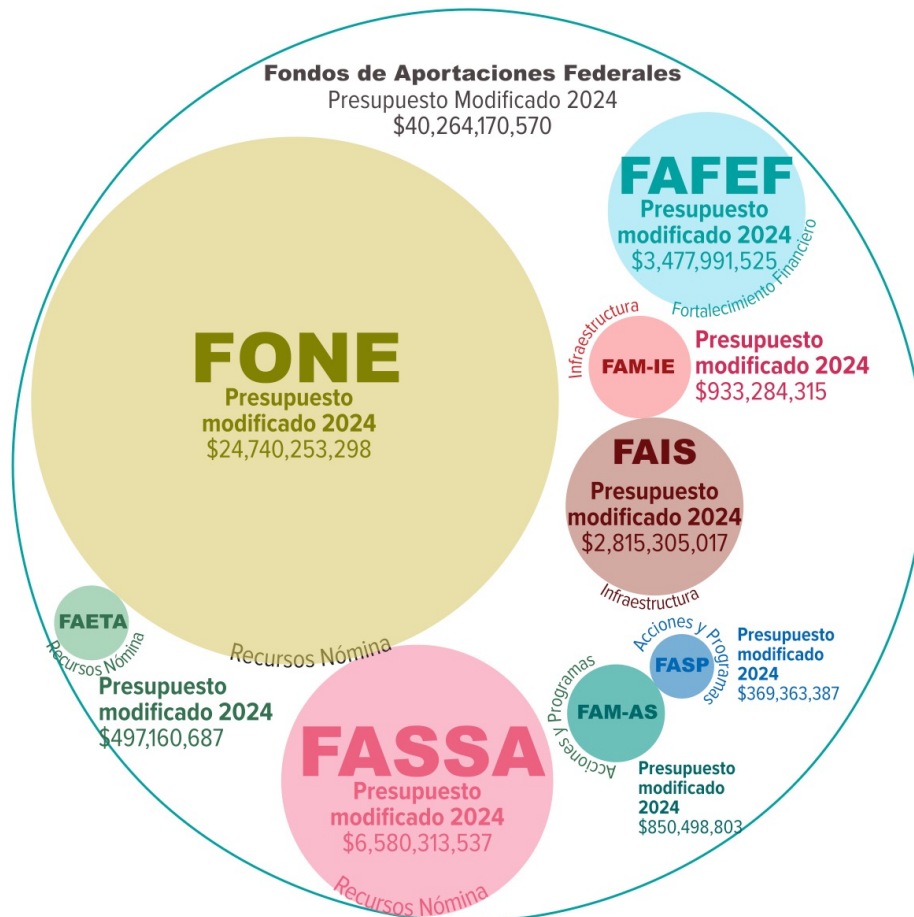 Fondos de Aportaciones Federales
Presupuesto Modificado 2024
$40,264,170,570
FAFEF
Presupuesto
modificado 2024
$3,477,991,525
Fortalecimiento Financiero
FONE
Presupuesto
modificado 2024
$24,740,253,298
Recursos Nómina
Infraestructura
FAM-IE
Presupuesto
modificado 2024
$933,284,315
FAIS
Presupuesto
modificado 2024
$2,815,305,017
Infraestructura
FAETA
Recursos Nómina
Presupuesto
modificado 2024
$497,160,687
Acciones y Programas
FASP
Presupuesto
modificado
2024
$369,363,387
Acciones y Programas
FAM-AS
Presupuesto
modificado
2024
$850,498,803
FASSA
Presupuesto
modificado 2024
$6,580,313,537
Recursos Nómina